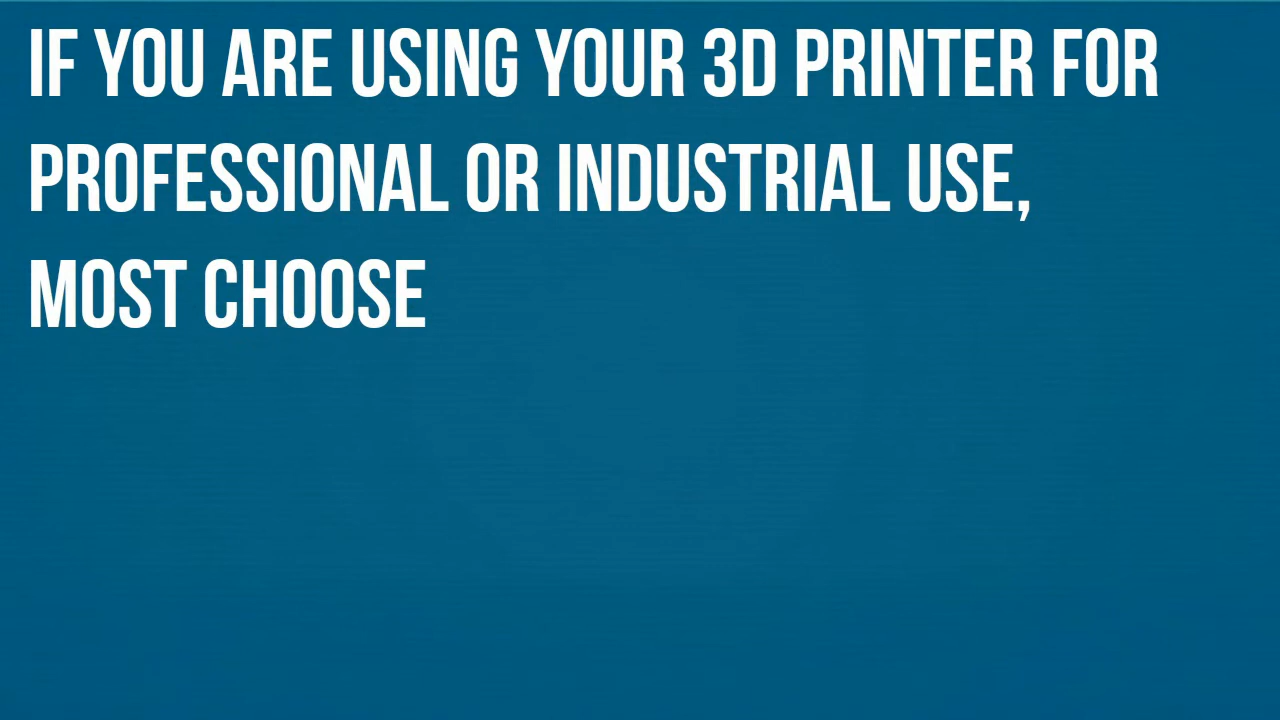 IF YOU ARE USING YOUR 3D PRINTER FOR
PROFESSIONAL OR INDUSTRIAL USE,
MOST CHOOSE